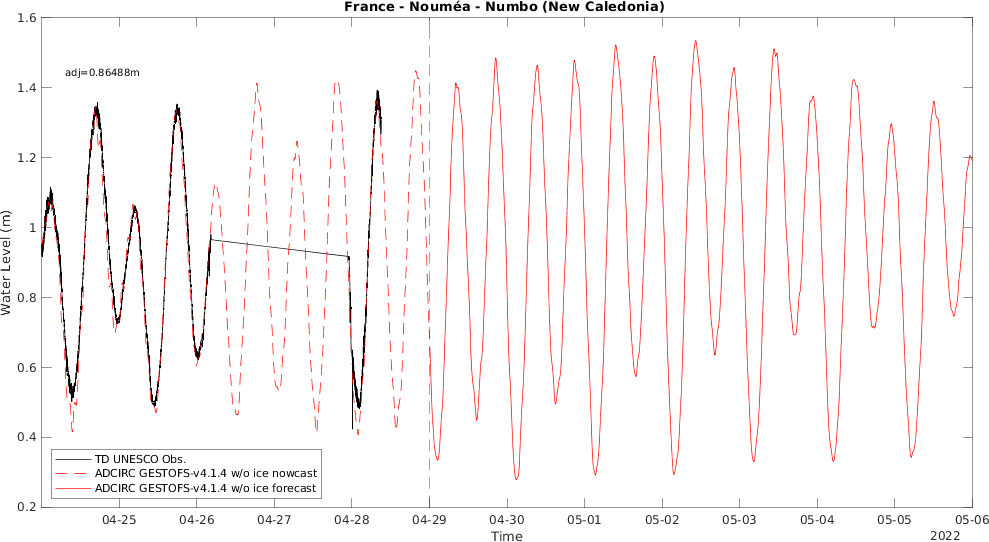 France - Nouméa - Numbo (New Caledonia)
1.6
1.4
1.2
1
0.8
0.6
0.4
0.2
Water Level (m)
adj=0.86488m
TD UNESCO Obs.
ADCIRC GESTOFS-v4.1.4 w/o ice nowcast
ADCIRC GESTOFS-v4.1.4 w/o ice forecast
04-25 04-26 04-27 04-28 04-29 04-30 05-01 05-02 05-03 05-04 05-05 05-06
Time
2022